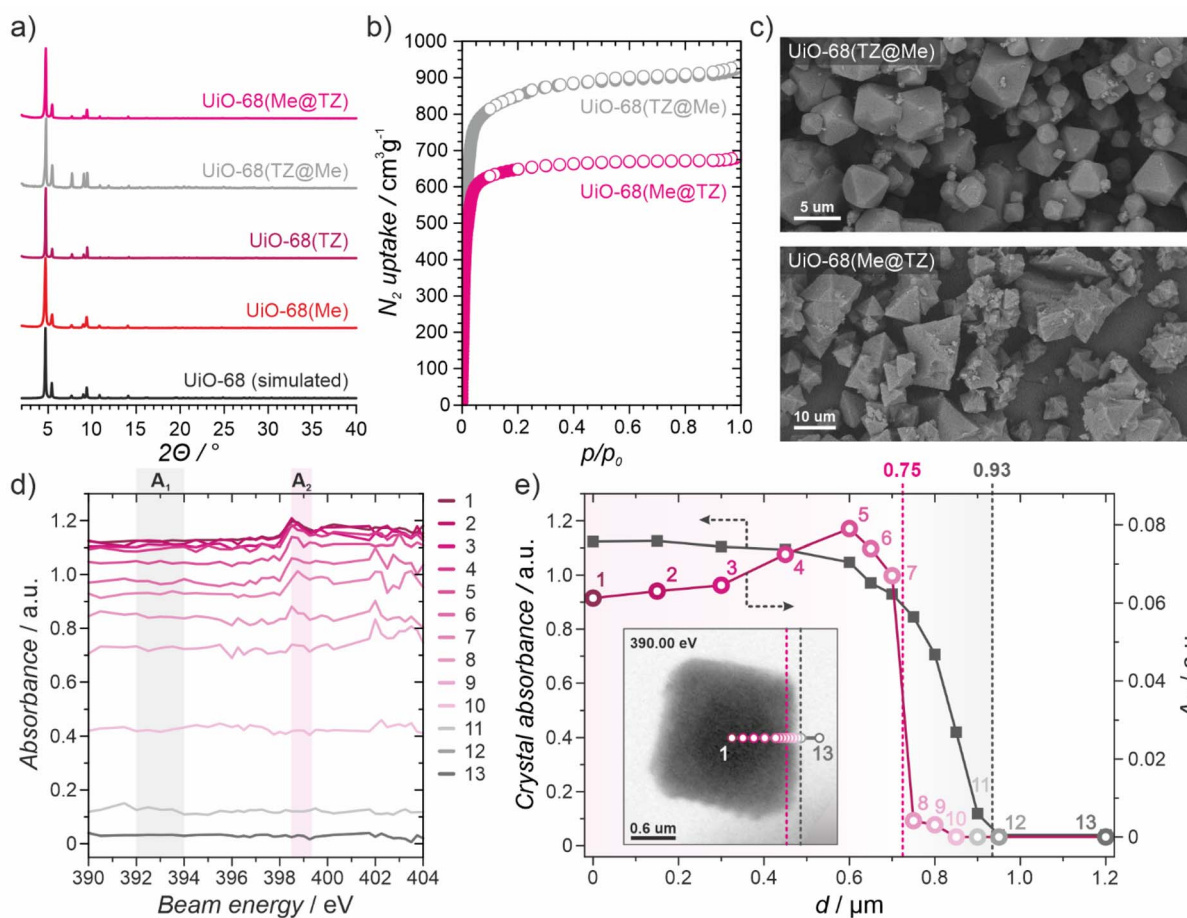 a)
UiO-68(Me@TZ)
UiO-68(TZ@Me)
UiO-68(TZ)
UiO-68(Me)
UiO-68 (simulated)
5 10 15 20 25 30 35 40
2Θ / °
b)
1000
900
800
700
600
500
400
300
200
100
0
N₂ uptake / cm³g⁻¹
UiO-68(TZ@Me)
UiO-68(Me@TZ)
0.2 0.4 0.6 0.8 1.0
p/p₀
c)
UiO-68(TZ@Me)
5 um
UiO-68(Me@TZ)
10 um
d)
A₁ A₂
1.2
1.0
0.8
0.6
0.4
0.2
0
Absorbance / a.u.
390 392 394 396 398 400 402 404
Beam energy / eV
1
2
3
4
5
6
7
8
9
10
11
12
13
e)
0.75 0.93
1.2
1.0
0.8
0.6
0.4
0.2
0
Crystal absorbance / a.u.
1 2 3 4 5 6 7 8 9 10 11 12 13
390.00 eV
1 13
0.6 um
0.08
0.06
0.04
0.02
0
0 0.2 0.4 0.6 0.8 1.0 1.2
d / µm